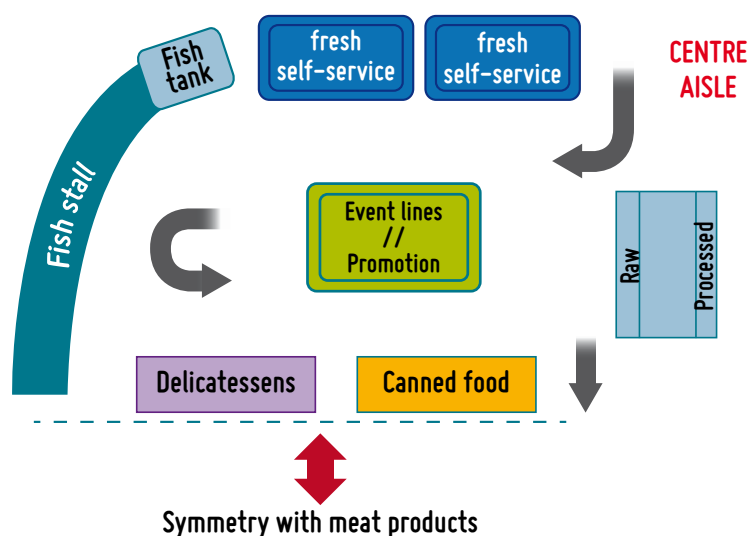 Fish
tank
fresh
self-service
fresh
self-service
CENTRE
AISLE
Fish stall
Event lines
//
Promotion
Raw
Processed
Delicatessens
Canned food
Symmetry with meat products